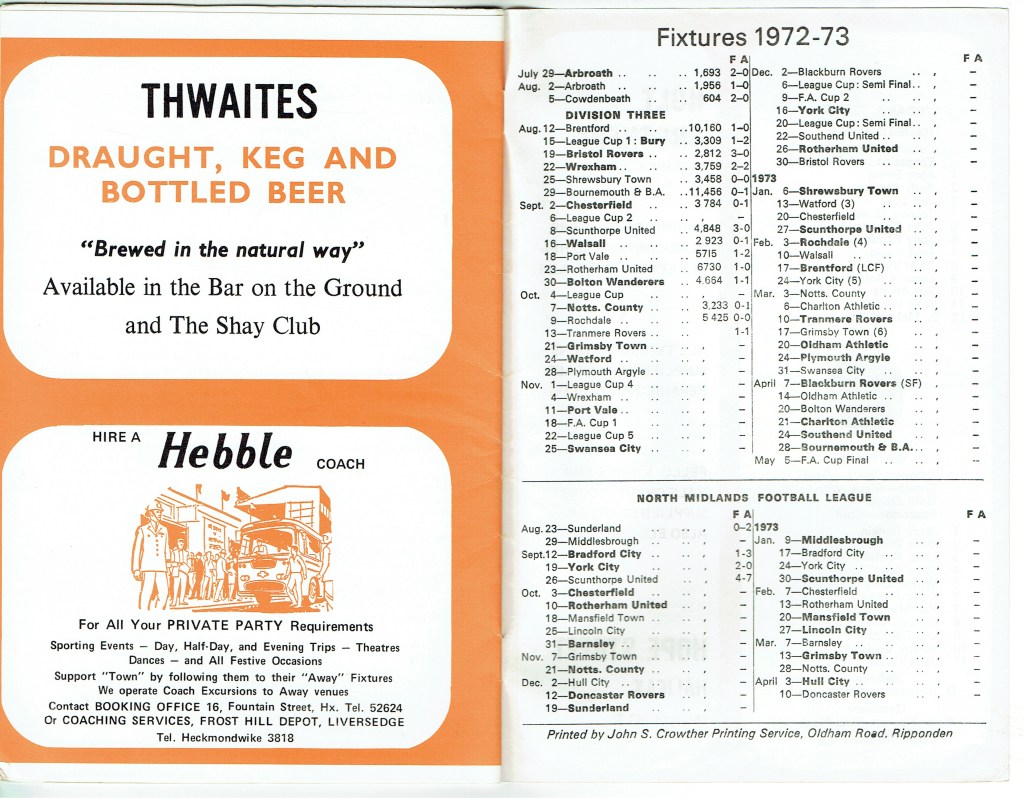 THWAITES
DRAUGHT, KEG AND
BOTTLED BEER
"Brewed in the natural way"
Available in the Bar on the Ground
and The Shay Club
HIRE A Hebble COACH
For All Your PRIVATE PARTY Requirements
Sporting Events — Day, Half-Day, and Evening Trips — Theatres
Dances — and All Festive Occasions
Support "Town" by following them to their "Away" Fixtures
We operate Coach Excursions to Away venues
Contact BOOKING OFFICE 16, Fountain Street, Hx. Tel. 52624
Or COACHING SERVICES, FROST HILL DEPOT, LIVERSEDGE
Tel. Heckmondwike 3818
Fixtures 1972-73
F A
July 29—Arbroath .. .. .. 1,693 2–0
Aug. 2—Arbroath .. .. .. 1,956 1–0
5—Cowdenbeath .. .. 604 2–0
DIVISION THREE
Aug. 12—Brentford .. .. ..10,160 1–0
15—League Cup 1 : Bury .. 3,309 1–2
19—Bristol Rovers .. .. 2,812 3–0
22—Wrexham .. .. .. 3,759 2–2
25—Shrewsbury Town .. 3,458 0–0
29—Bournemouth & B.A. ..11,456 0–1
Sept. 2—Chesterfield .. .. 3 784 0-1
6—League Cup 2 .. .. , –
8—Scunthorpe United .. 4,848 3-0
16—Walsall .. .. .. 2 923 0-1
18—Port Vale .. .. .. 5715 1-2
23—Rotherham United .. 6730 1-0
30—Bolton Wanderers .. 4.664 1-1
Oct. 4—League Cup .. .. , –
7—Notts. County .. .. 3.233 0-1
9—Rochdale .. .. .. 5 425 0-0
13—Tranmere Rovers .. .. 1-1
21—Grimsby Town .. .. .. , –
24—Watford .. .. .. .. , –
28—Plymouth Argyle .. .. .. , –
Nov. 1—League Cup 4 .. .. , –
4—Wrexham .. .. .. , –
11—Port Vale .. .. .. , –
18—F.A. Cup 1 .. .. .. , –
22—League Cup 5 .. .. , –
25—Swansea City .. .. .. , –
F A
Dec. 2—Blackburn Rovers .. , –
6—League Cup : Semi Final .. , –
9—F.A. Cup 2 .. .. , –
16—York City .. .. , –
20—League Cup : Semi Final .. , –
22—Southend United .. .. , –
26—Rotherham United .. , –
30—Bristol Rovers .. .. , –
1973
Jan. 6—Shrewsbury Town .. , –
13—Watford (3) .. .. , –
20—Chesterfield .. .. , –
27—Scunthorpe United .. , –
Feb. 3—Rochdale (4) .. .. , –
10—Walsall .. .. .. , –
17—Brentford (LCF) .. , –
24—York City (5) .. .. , –
Mar. 3—Notts. County .. .. , –
6—Charlton Athletic .. .. , –
10—Tranmere Rovers .. , –
17—Grimsby Town (6) .. , –
20—Oldham Athletic .. , –
24—Plymouth Argyle .. , –
31—Swansea City .. .. , –
April 7—Blackburn Rovers (SF) , –
14—Oldham Athletic .. .. , –
20—Bolton Wanderers .. , –
21—Charlton Athletic .. , –
24—Southend United .. , –
28—Bournemouth & B.A. .. , –
May 5—F.A. Cup Final .. .. , –
NORTH MIDLANDS FOOTBALL LEAGUE
F A
Aug. 23—Sunderland .. .. , 0–2
29—Middlesbrough .. .. , –
Sept. 12—Bradford City .. .. , 1-3
19—York City .. .. .. , 2-0
26—Scunthorpe United .. , 4-7
Oct. 3—Chesterfield .. .. , –
10—Rotherham United .. , –
18—Mansfield Town .. .. , –
25—Lincoln City .. .. , –
31—Barnsley .. .. .. , –
Nov. 7—Grimsby Town .. .. , –
21—Notts. County .. .. , –
Dec. 2—Hull City .. .. .. , –
12—Doncaster Rovers .. , –
19—Sunderland .. .. , –
F A
1973
Jan. 9—Middlesbrough .. , –
17—Bradford City .. .. , –
24—York City .. .. , –
30—Scunthorpe United .. , –
Feb. 7—Chesterfield .. .. , –
13—Rotherham United .. , –
20—Mansfield Town .. , –
27—Lincoln City .. .. , –
Mar. 7—Barnsley .. .. , –
13—Grimsby Town .. .. , –
28—Notts. County .. .. , –
April 3—Hull City .. .. .. , –
10—Doncaster Rovers .. , –
Printed by John S. Crowther Printing Service, Oldham Road, Ripponden